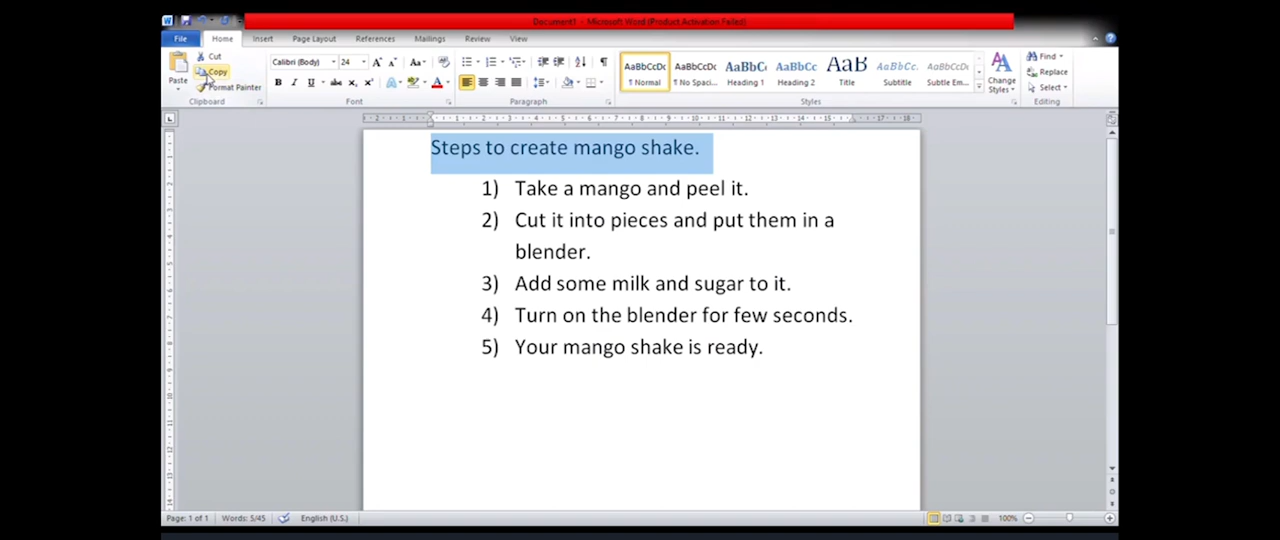 Document1 - Microsoft Word (Product Activation Failed)
File Home Insert Page Layout References Mailings Review View
Cut
Copy
Format Painter
Paste
Calibri (Body) 24
AaBbCcDc AaBbCcDc AaBbC AaBbCc AaB AaBbCc. AaBbCcDc
¶ Normal ¶ No Spaci... Heading 1 Heading 2 Title Subtitle Subtle Em...
Change Styles
Find
Replace
Select
Clipboard Font Paragraph Styles Editing
Steps to create mango shake.
1) Take a mango and peel it.
2) Cut it into pieces and put them in a
blender.
3) Add some milk and sugar to it.
4) Turn on the blender for few seconds.
5) Your mango shake is ready.
Page: 1 of 1 Words: 5/45 English (U.S.) 100%